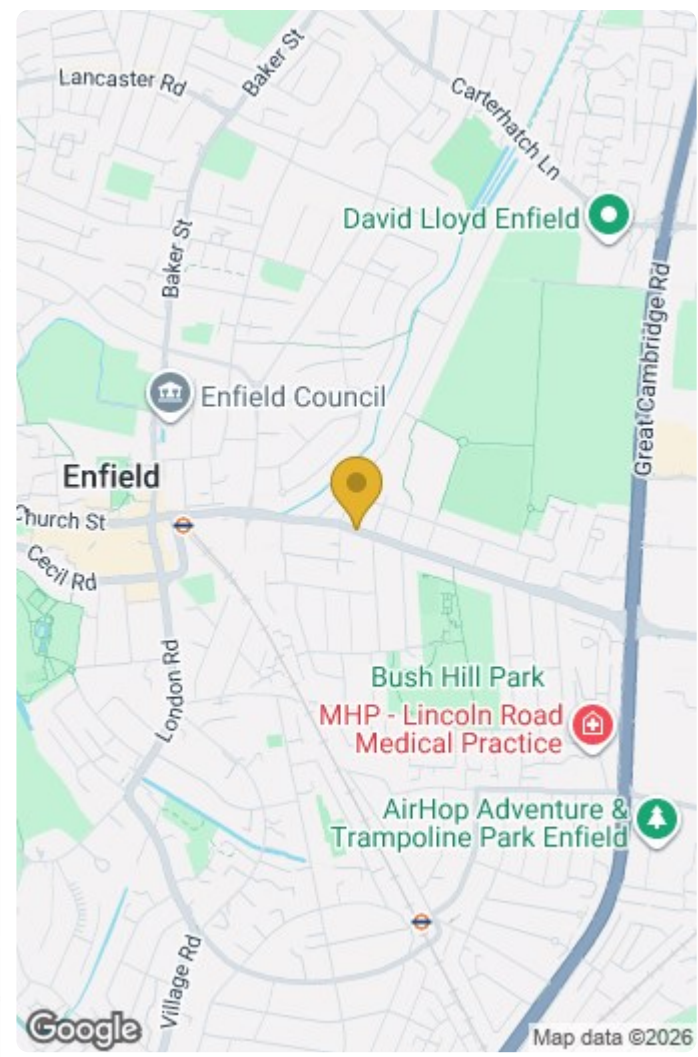 Baker St
Lancaster Rd
Carterhatch Ln
David Lloyd Enfield
Baker St
Great Cambridge Rd
Enfield Council
Enfield
Church St
Cecil Rd
London Rd
Bush Hill Park
MHP - Lincoln Road
Medical Practice
AirHop Adventure &
Trampoline Park Enfield
Village Rd
Google
Map data ©2026